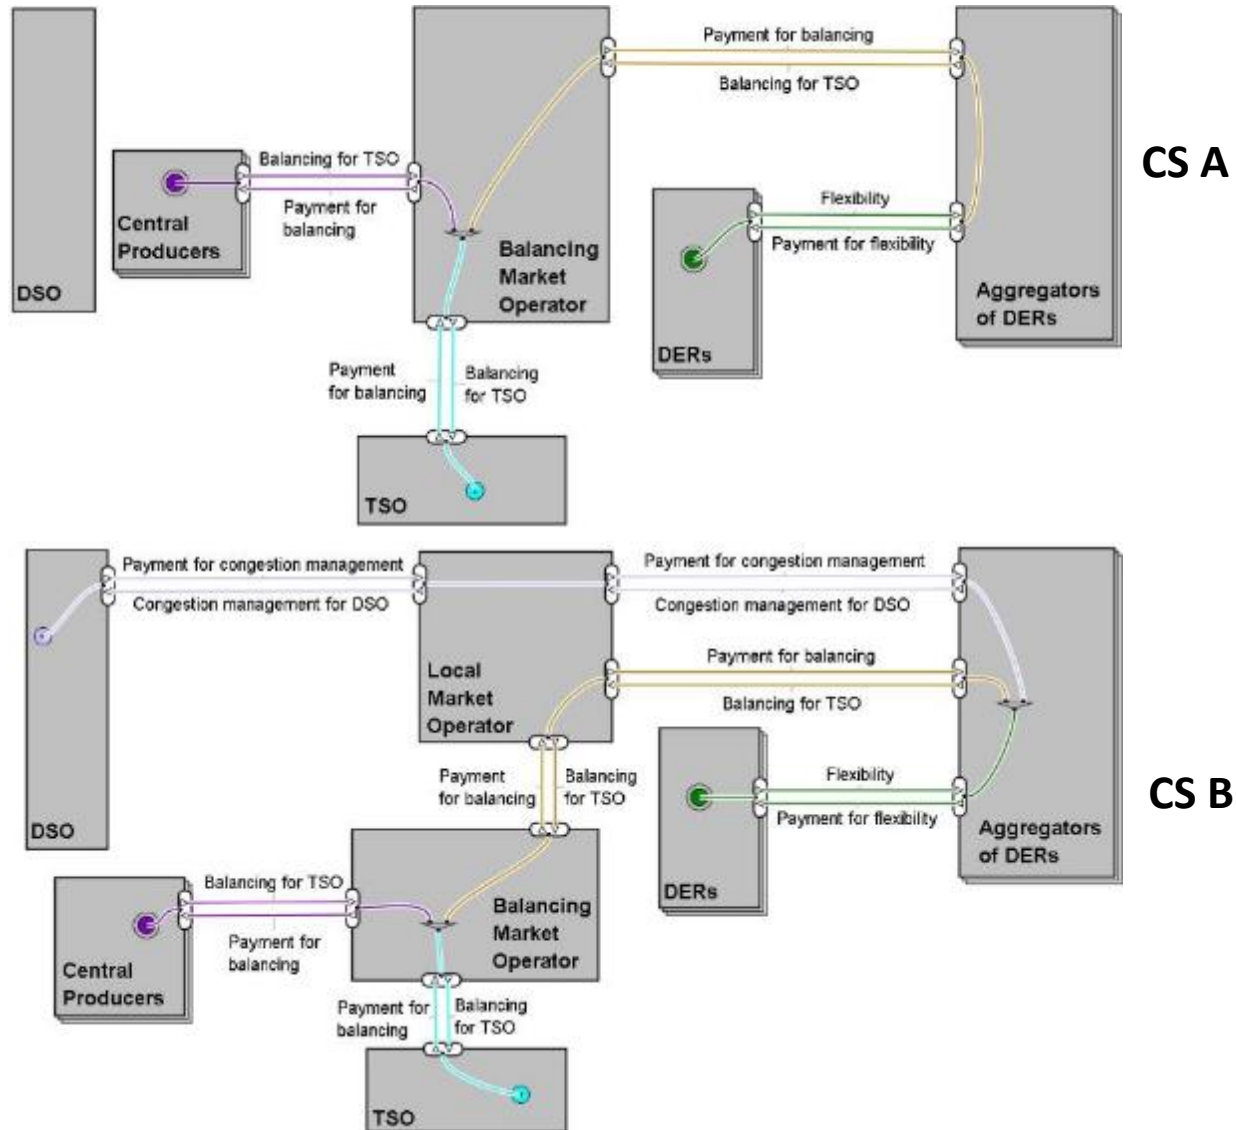 Payment for balancing
Balancing for TSO
CS A
Balancing for TSO
Payment for
balancing
Central
Producers
DSO
Balancing
Market
Operator
Flexibility
Payment for flexibility
DERs
Aggregators
of DERs
Payment
for balancing
Balancing
for TSO
TSO
Payment for congestion management
Congestion management for DSO
Payment for congestion management
Congestion management for DSO
Local
Market
Operator
Payment for balancing
Balancing for TSO
Payment
for balancing
Balancing
for TSO
Flexibility
Payment for flexibility
DERs
Aggregators
of DERs
CS B
DSO
Balancing for TSO
Payment for
balancing
Central
Producers
Balancing
Market
Operator
Payment for
balancing
Balancing
for TSO
TSO